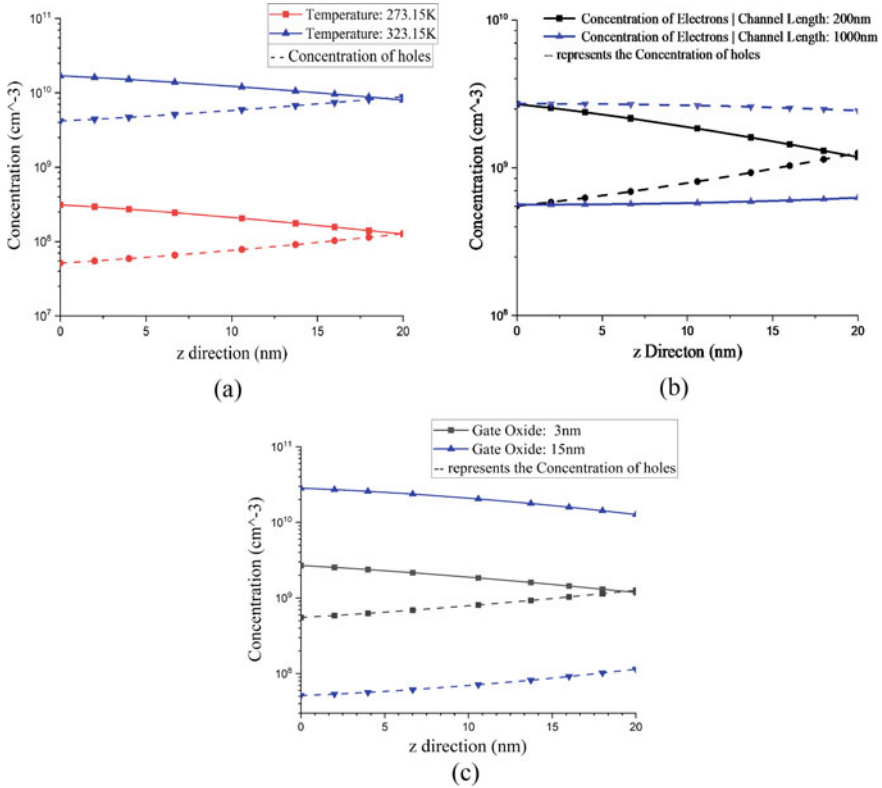 Temperature: 273.15K
Temperature: 323.15K
Concentration of holes
10^11
10^10
10^9
10^8
10^7
Concentration (cm^-3)
0
5
10
15
20
z direction (nm)
(a)
Concentration of Electrons | Channel Length: 200nm
Concentration of Electrons | Channel Length: 1000nm
-- represents the Concentration of holes
10^10
10^9
10^8
Concentration (cm^-3)
0
5
10
15
20
z Directon (nm)
(b)
Gate Oxide: 3nm
Gate Oxide: 15nm
-- represents the Concentration of holes
10^11
10^10
10^9
10^8
Concentration (cm^-3)
0
5
10
15
20
z direction (nm)
(c)